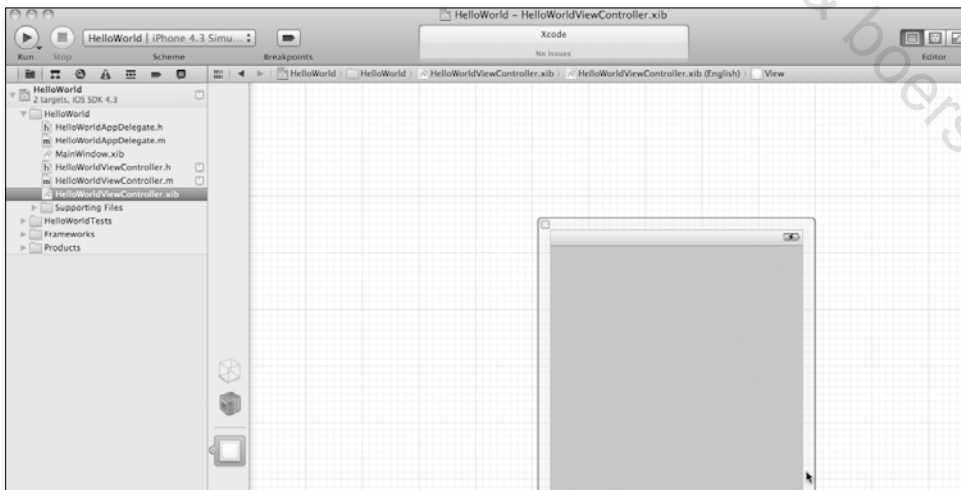 & boers
HelloWorld – HelloWorldViewController.xib
HelloWorld | iPhone 4.3 Simu...
Run Stop Scheme Breakpoints
Xcode
No Issues
Editor
HelloWorld
2 targets, iOS SDK 4.3
HelloWorld
h HelloWorldAppDelegate.h
m HelloWorldAppDelegate.m
MainWindow.xib
h HelloWorldViewController.h
m HelloWorldViewController.m
HelloWorldViewController.xib
Supporting Files
HelloWorldTests
Frameworks
Products
HelloWorld HelloWorld HelloWorldViewController.xib HelloWorldViewController.xib (English) View